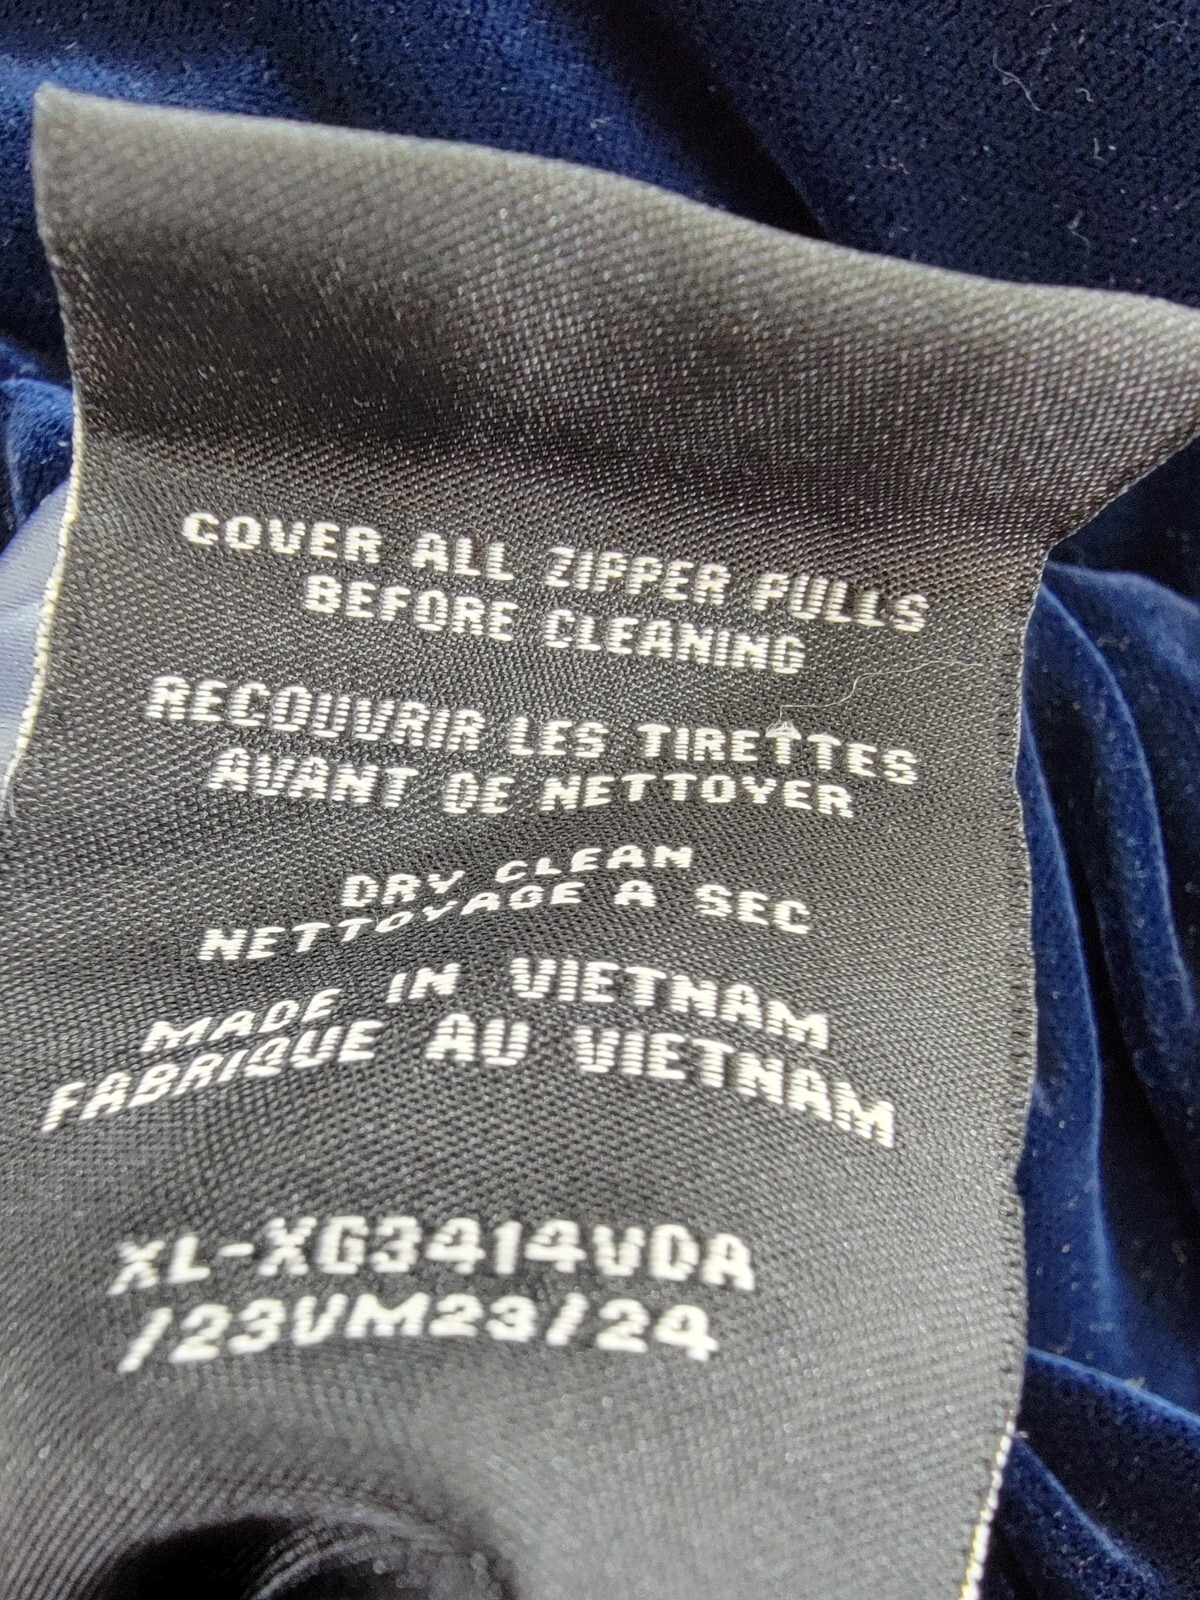 COVER ALL ZIPPER PULLS
BEFORE CLEANING
RECOUVRIR LES TIRETTES
AVANT DE NETTOYER
DRY CLEAN
NETTOYAGE A SEC
MADE IN VIETNAM
FABRIQUE AU VIETNAM
XL-XG3414VDA
/23VM23/24